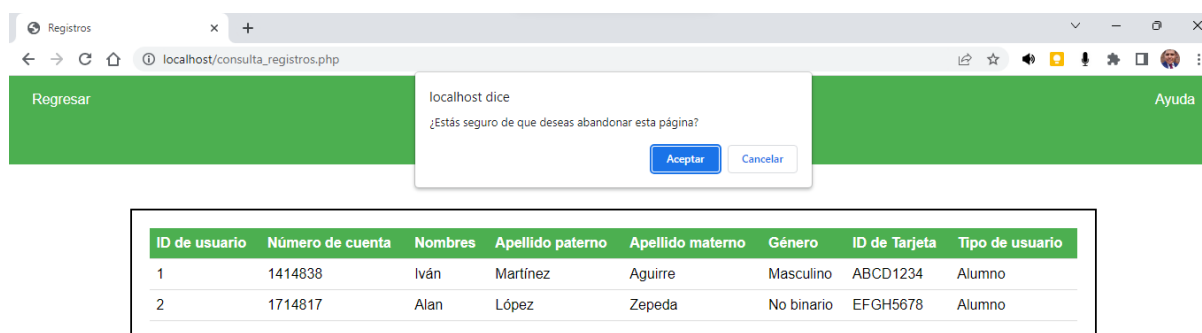 Registros
localhost/consulta_registros.php
Regresar
localhost dice
Ayuda
¿Estás seguro de que deseas abandonar esta página?
Aceptar Cancelar
ID de usuario Número de cuenta Nombres Apellido paterno Apellido materno Género ID de Tarjeta Tipo de usuario
1 1414838 Iván Martínez Aguirre Masculino ABCD1234 Alumno
2 1714817 Alan López Zepeda No binario EFGH5678 Alumno